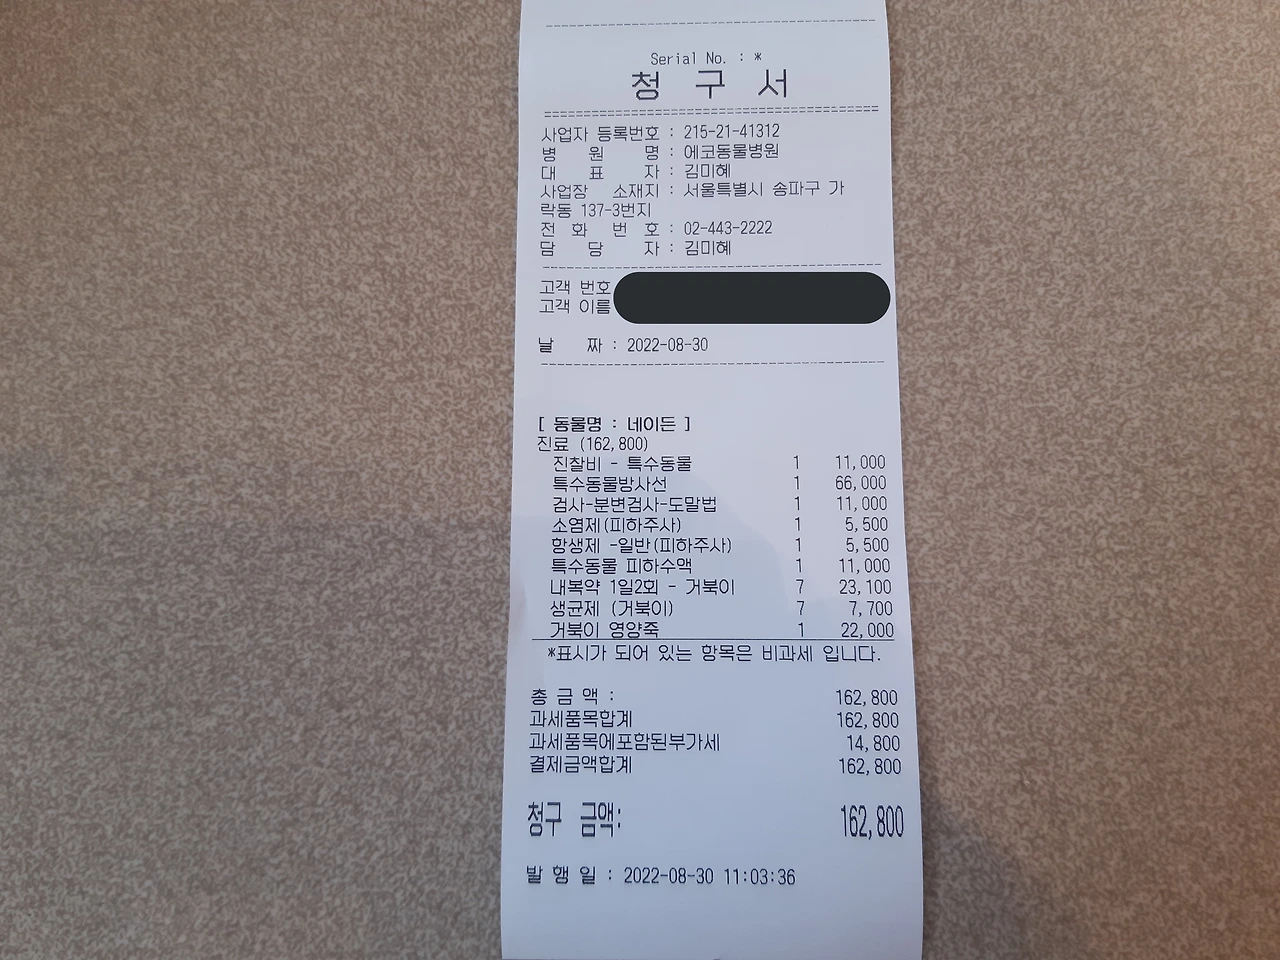 Serial No. : *
청 구 서
사업자 등록번호 : 215-21-41312
병 원 명 : 에코동물병원
대 표 자 : 김미혜
사업장 소재지 : 서울특별시 송파구 가
락동 137-3번지
전 화 번 호 : 02-443-2222
담 당 자 : 김미혜
고객 번호
고객 이름
날 짜 : 2022-08-30
[ 동물명 : 네이든 ]
진료 (162,800)
진찰비 - 특수동물 1 11,000
특수동물방사선 1 66,000
검사-분변검사-도말법 1 11,000
소염제(피하주사) 1 5,500
항생제 -일반(피하주사) 1 5,500
특수동물 피하수액 1 11,000
내복약 1일2회 - 거북이 7 23,100
생균제 (거북이) 7 7,700
거북이 영양죽 1 22,000
*표시가 되어 있는 항목은 비과세 입니다.
총 금 액 : 162,800
과세품목합계 162,800
과세품목에포함된부가세 14,800
결제금액합계 162,800
청구 금액: 162,800
발 행 일 : 2022-08-30 11:03:36